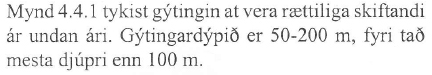 Mynd 4.4.1 tykist gýtingin at vera rættiliga skiftandi
ár undan ári. Gýtingardýpið er 50-200 m, fyri tað
mesta djúpri enn 100 m.